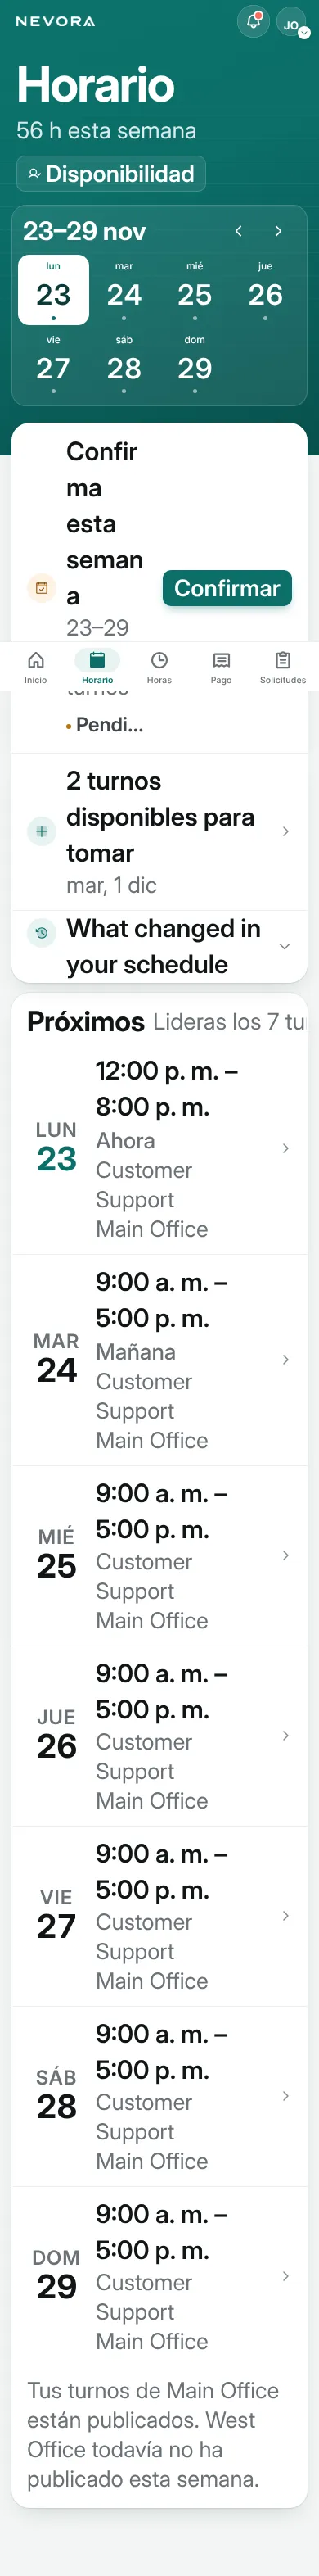 NEVORA
JO
Horario
56 h esta semana
Disponibilidad
23–29 nov
lun
mar
mié
jue
23
24
25
26
vie
sáb
dom
27
28
29
Confir
ma
esta
seman
a
Confirmar
23–29
Inicio
Horario
Horas
Pago
Solicitudes
Pendi...
2 turnos
disponibles para
tomar
mar, 1 dic
What changed in
your schedule
Próximos Lideras los 7 tu
LUN
23
12:00 p. m. –
8:00 p. m.
Ahora
Customer
Support
Main Office
MAR
24
9:00 a. m. –
5:00 p. m.
Mañana
Customer
Support
Main Office
MIÉ
25
9:00 a. m. –
5:00 p. m.
Customer
Support
Main Office
JUE
26
9:00 a. m. –
5:00 p. m.
Customer
Support
Main Office
VIE
27
9:00 a. m. –
5:00 p. m.
Customer
Support
Main Office
SÁB
28
9:00 a. m. –
5:00 p. m.
Customer
Support
Main Office
DOM
29
9:00 a. m. –
5:00 p. m.
Customer
Support
Main Office
Tus turnos de Main Office
están publicados. West
Office todavía no ha
publicado esta semana.